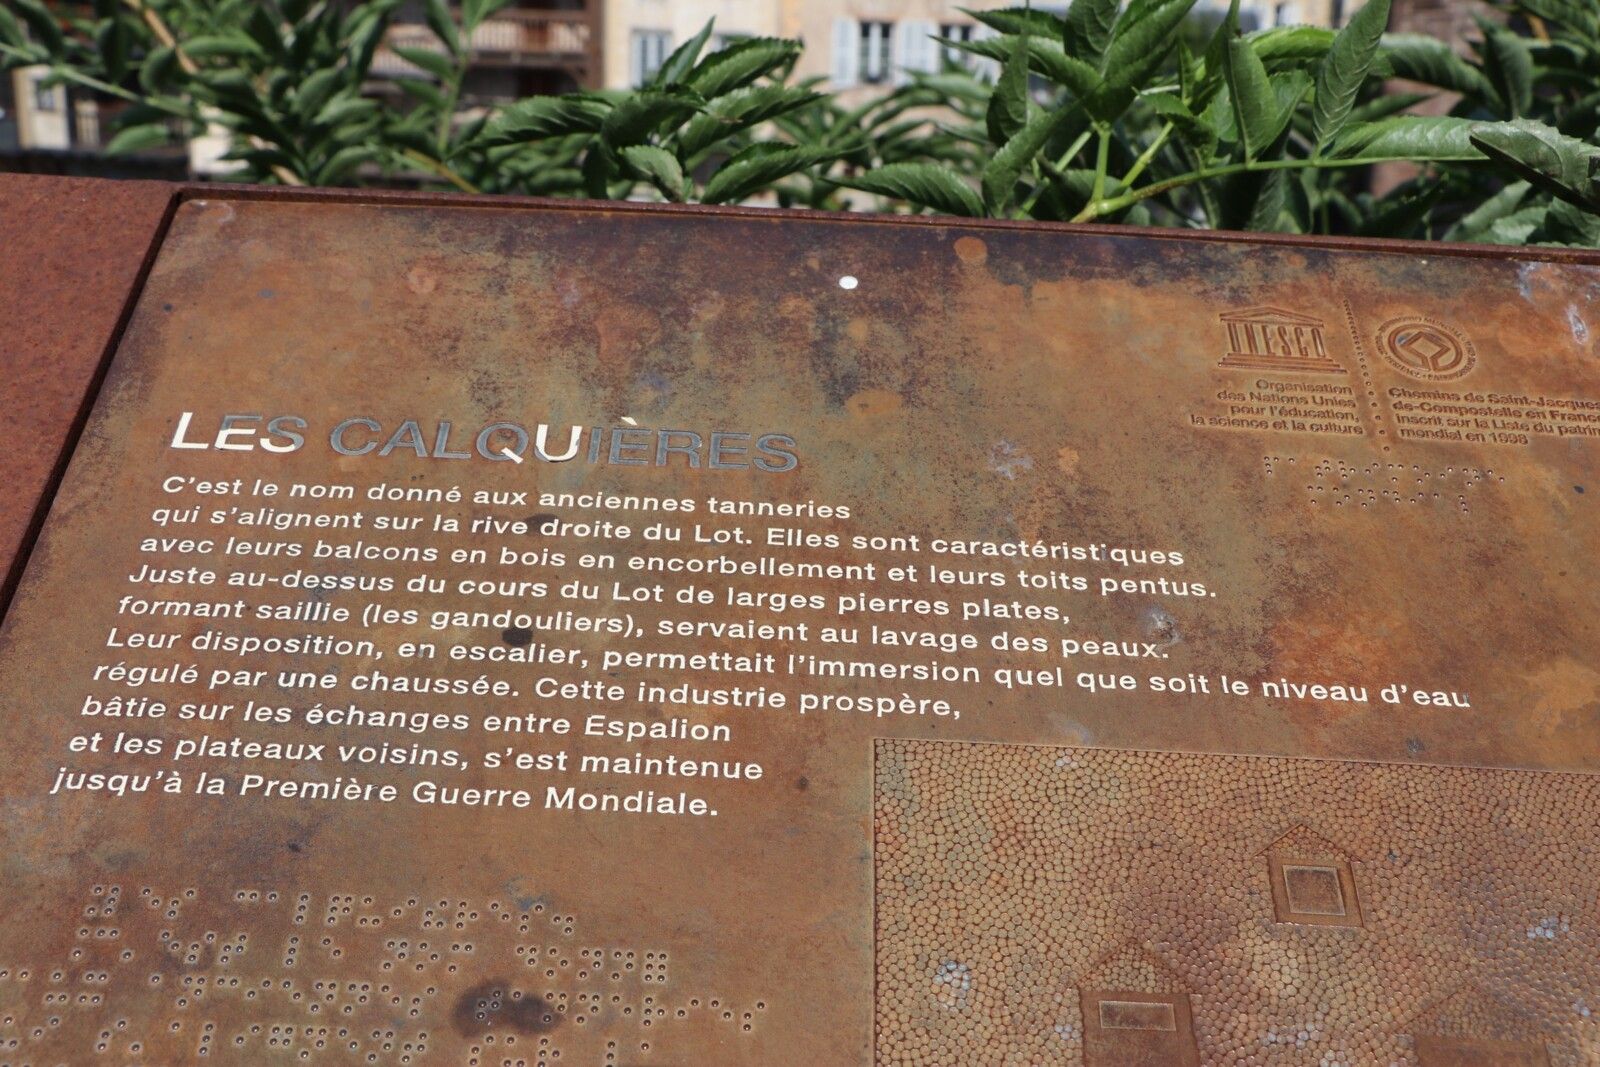 UNESCO
Organisation
des Nations Unies
pour l'éducation,
la science et la culture
Chemins de Saint-Jacques-
de-Compostelle en France
inscrit sur la Liste du patrim
mondial en 1998
LES CALQUIÈRES
C'est le nom donné aux anciennes tanneries
qui s'alignent sur la rive droite du Lot. Elles sont caractéristiques
avec leurs balcons en bois en encorbellement et leurs toits pentus.
Juste au-dessus du cours du Lot de larges pierres plates,
formant saillie (les gandouliers), servaient au lavage des peaux.
Leur disposition, en escalier, permettait l'immersion quel que soit le niveau d'eau
régulé par une chaussée. Cette industrie prospère,
bâtie sur les échanges entre Espalion
et les plateaux voisins, s'est maintenue
jusqu'à la Première Guerre Mondiale.